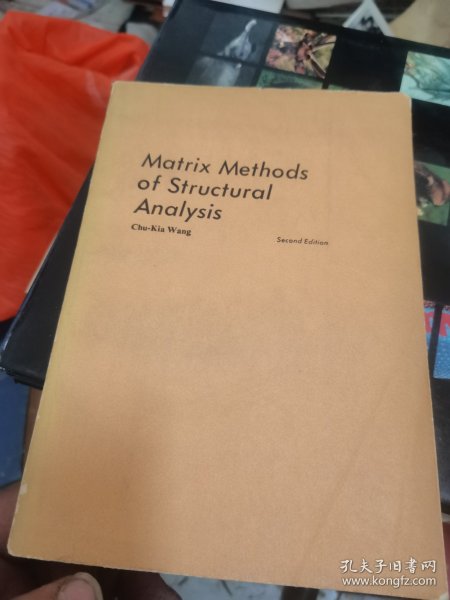 Matrix Methods
of Structural
Analysis
Chu-Kia Wang
Second Edition
孔夫子旧书网
www.kongfz.com